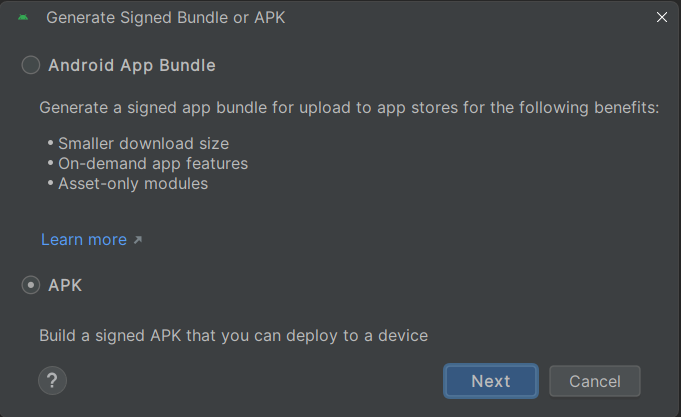 Generate Signed Bundle or APK
Android App Bundle
Generate a signed app bundle for upload to app stores for the following benefits:
• Smaller download size
• On-demand app features
• Asset-only modules
Learn more ↗
APK
Build a signed APK that you can deploy to a device
? Next Cancel